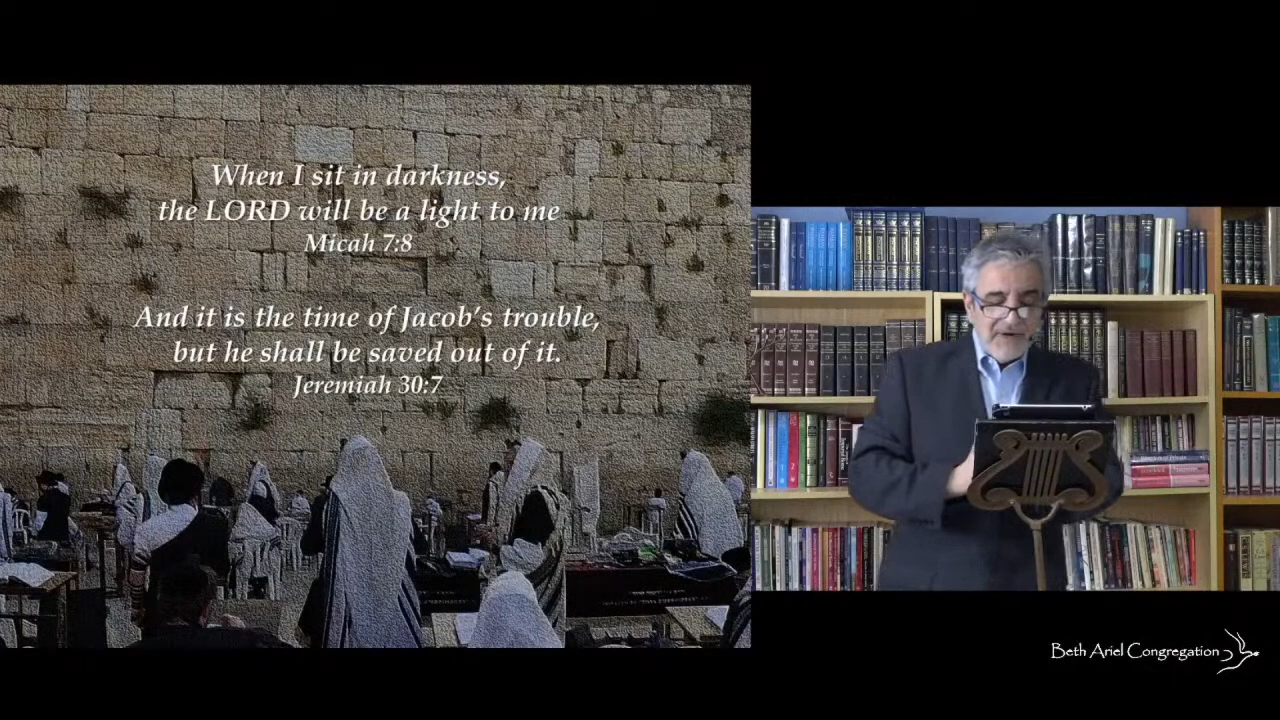 When I sit in darkness,
the LORD will be a light to me
Micah 7:8
And it is the time of Jacob's trouble,
but he shall be saved out of it.
Jeremiah 30:7
Beth Ariel Congregation